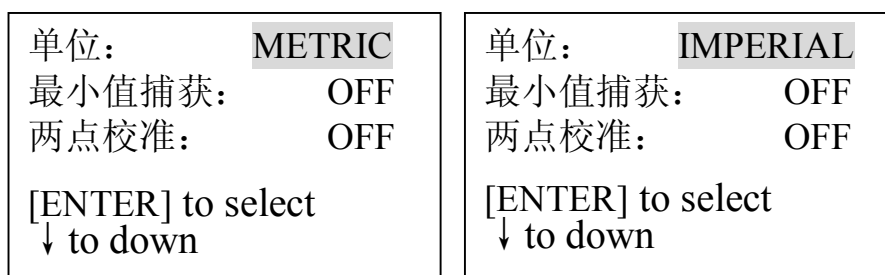 单位： METRIC
最小值捕获： OFF
两点校准： OFF
[ENTER] to select
↓ to down
单位： IMPERIAL
最小值捕获： OFF
两点校准： OFF
[ENTER] to select
↓ to down